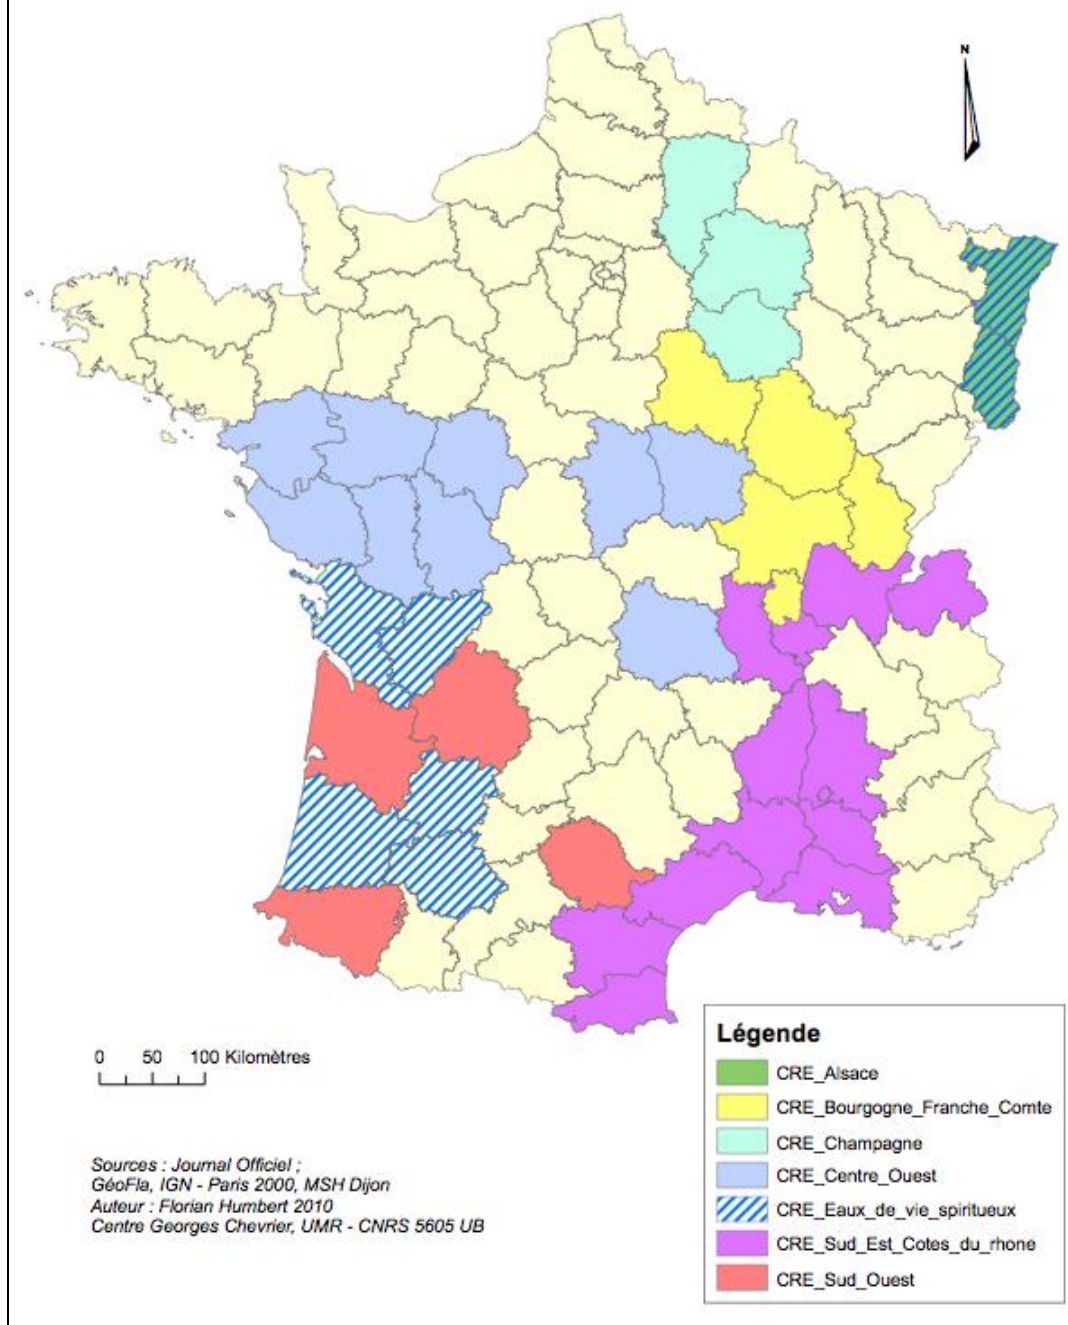 N
0 50 100 Kilomètres
Légende
CRE_Alsace
CRE_Bourgogne_Franche_Comte
CRE_Champagne
CRE_Centre_Ouest
CRE_Eaux_de_vie_spiritueux
CRE_Sud_Est_Cotes_du_rhone
CRE_Sud_Ouest
Sources : Journal Officiel ;
GéoFla, IGN - Paris 2000, MSH Dijon
Auteur : Florian Humbert 2010
Centre Georges Chevrier, UMR - CNRS 5605 UB